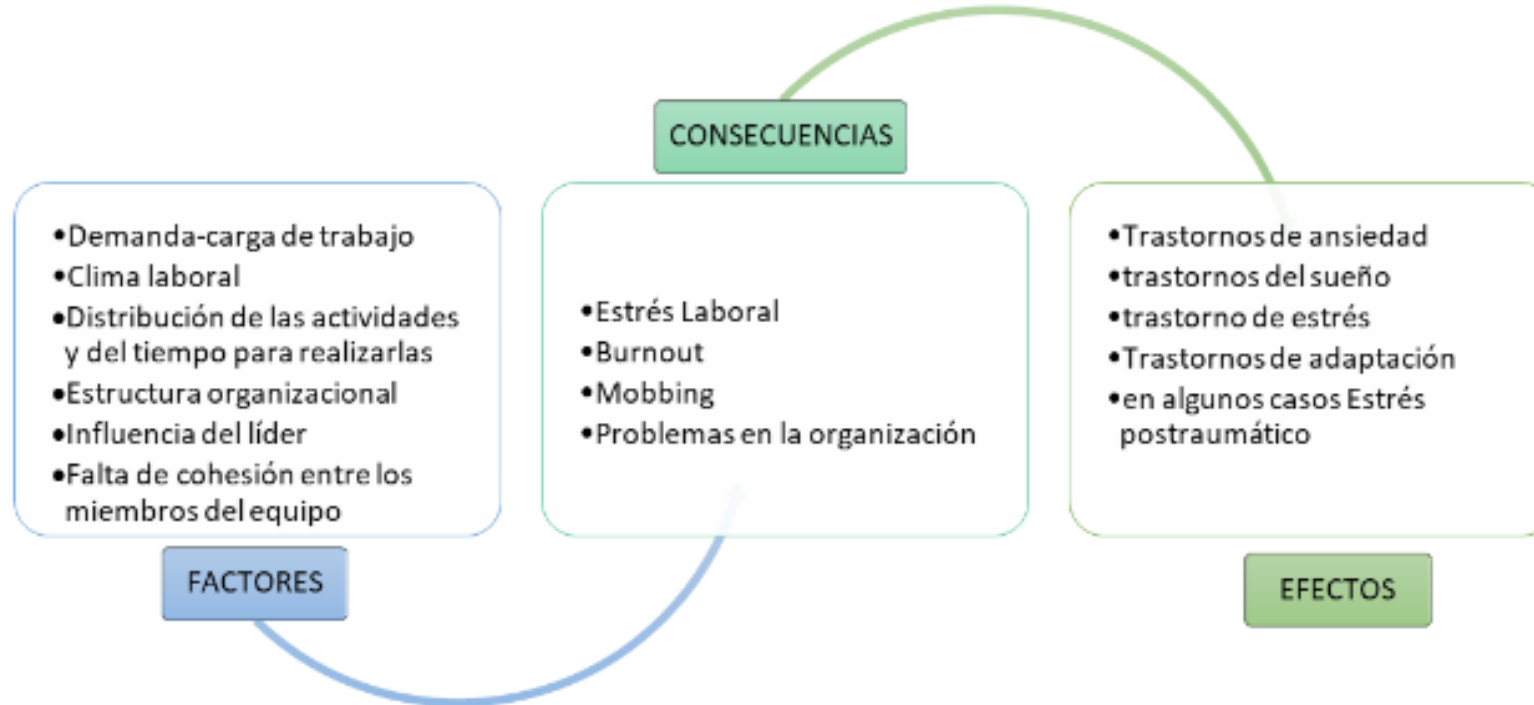 CONSECUENCIAS
•Demanda-carga de trabajo
•Clima laboral
•Distribución de las actividades
y del tiempo para realizarlas
•Estructura organizacional
•Influencia del líder
•Falta de cohesión entre los
miembros del equipo
FACTORES
•Estrés Laboral
•Burnout
•Mobbing
•Problemas en la organización
•Trastornos de ansiedad
•trastornos del sueño
•trastorno de estrés
•Trastornos de adaptación
•en algunos casos Estrés
postraumático
EFECTOS